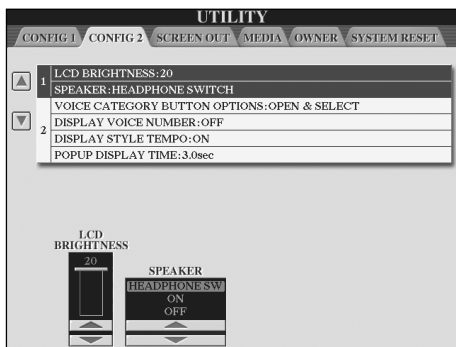 UTILITY
CONFIG 1 CONFIG 2 SCREEN OUT MEDIA OWNER SYSTEM RESET
1
LCD BRIGHTNESS:20
SPEAKER:HEADPHONE SWITCH
2
VOICE CATEGORY BUTTON OPTIONS:OPEN & SELECT
DISPLAY VOICE NUMBER:OFF
DISPLAY STYLE TEMPO:ON
POPUP DISPLAY TIME:3.0sec
LCD
BRIGHTNESS
20
SPEAKER
HEADPHONE SW
ON
OFF